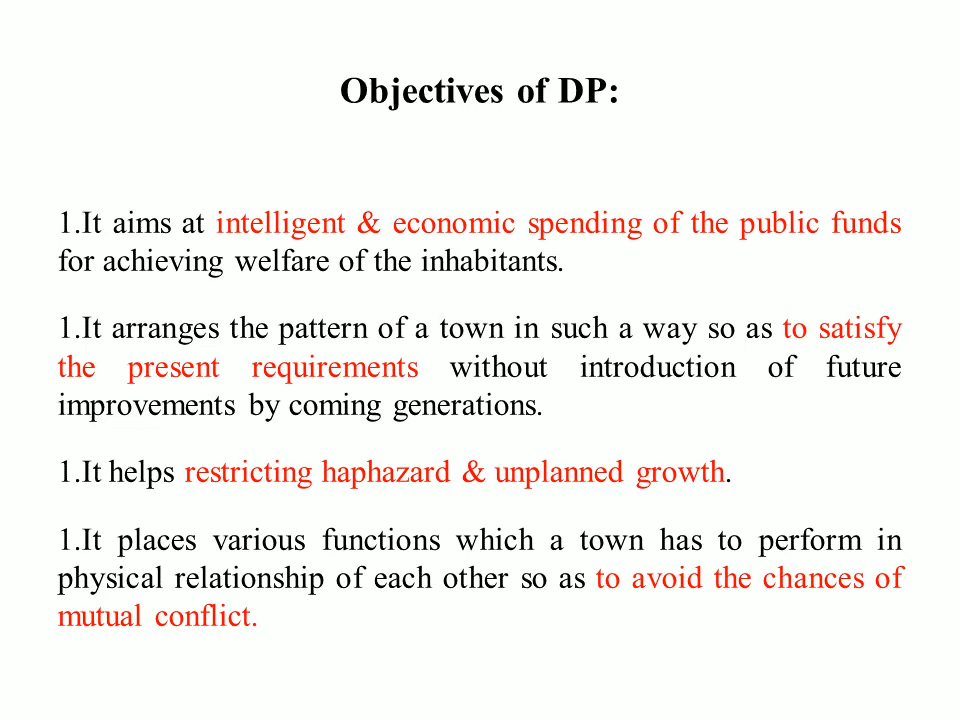 Objectives of DP:
1.It aims at intelligent & economic spending of the public funds
for achieving welfare of the inhabitants.
1.It arranges the pattern of a town in such a way so as to satisfy
the present requirements without introduction of future
improvements by coming generations.
1.It helps restricting haphazard & unplanned growth.
1.It places various functions which a town has to perform in
physical relationship of each other so as to avoid the chances of
mutual conflict.